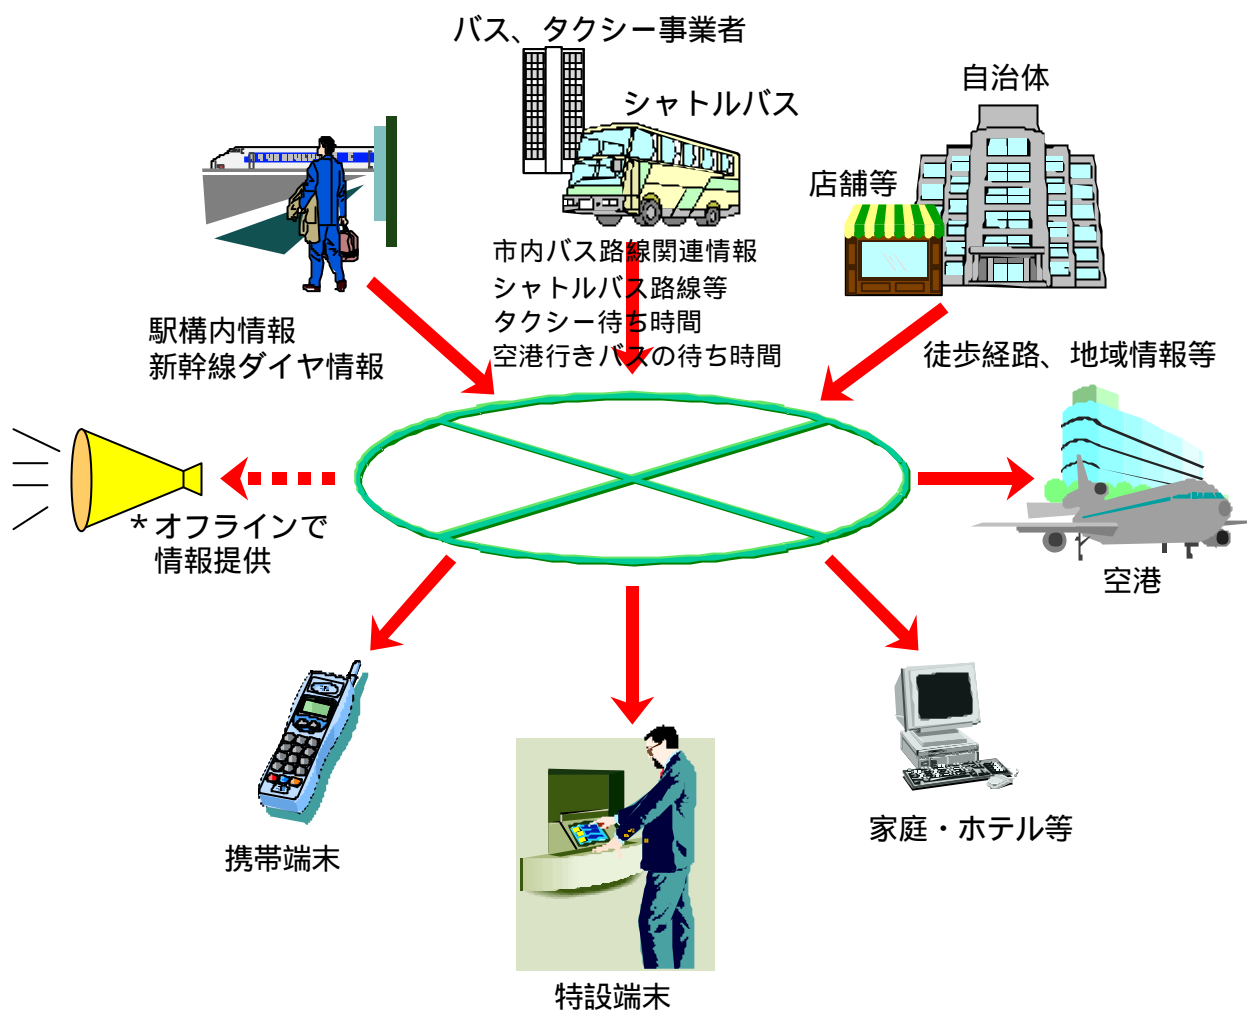 バス、タクシー事業者
シャトルバス
自治体
店舗等
市内バス路線関連情報
シャトルバス路線等
タクシー待ち時間
空港行きバスの待ち時間
駅構内情報
新幹線ダイヤ情報
徒歩経路、地域情報等
*オフラインで
情報提供
空港
携帯端末
家庭・ホテル等
特設端末